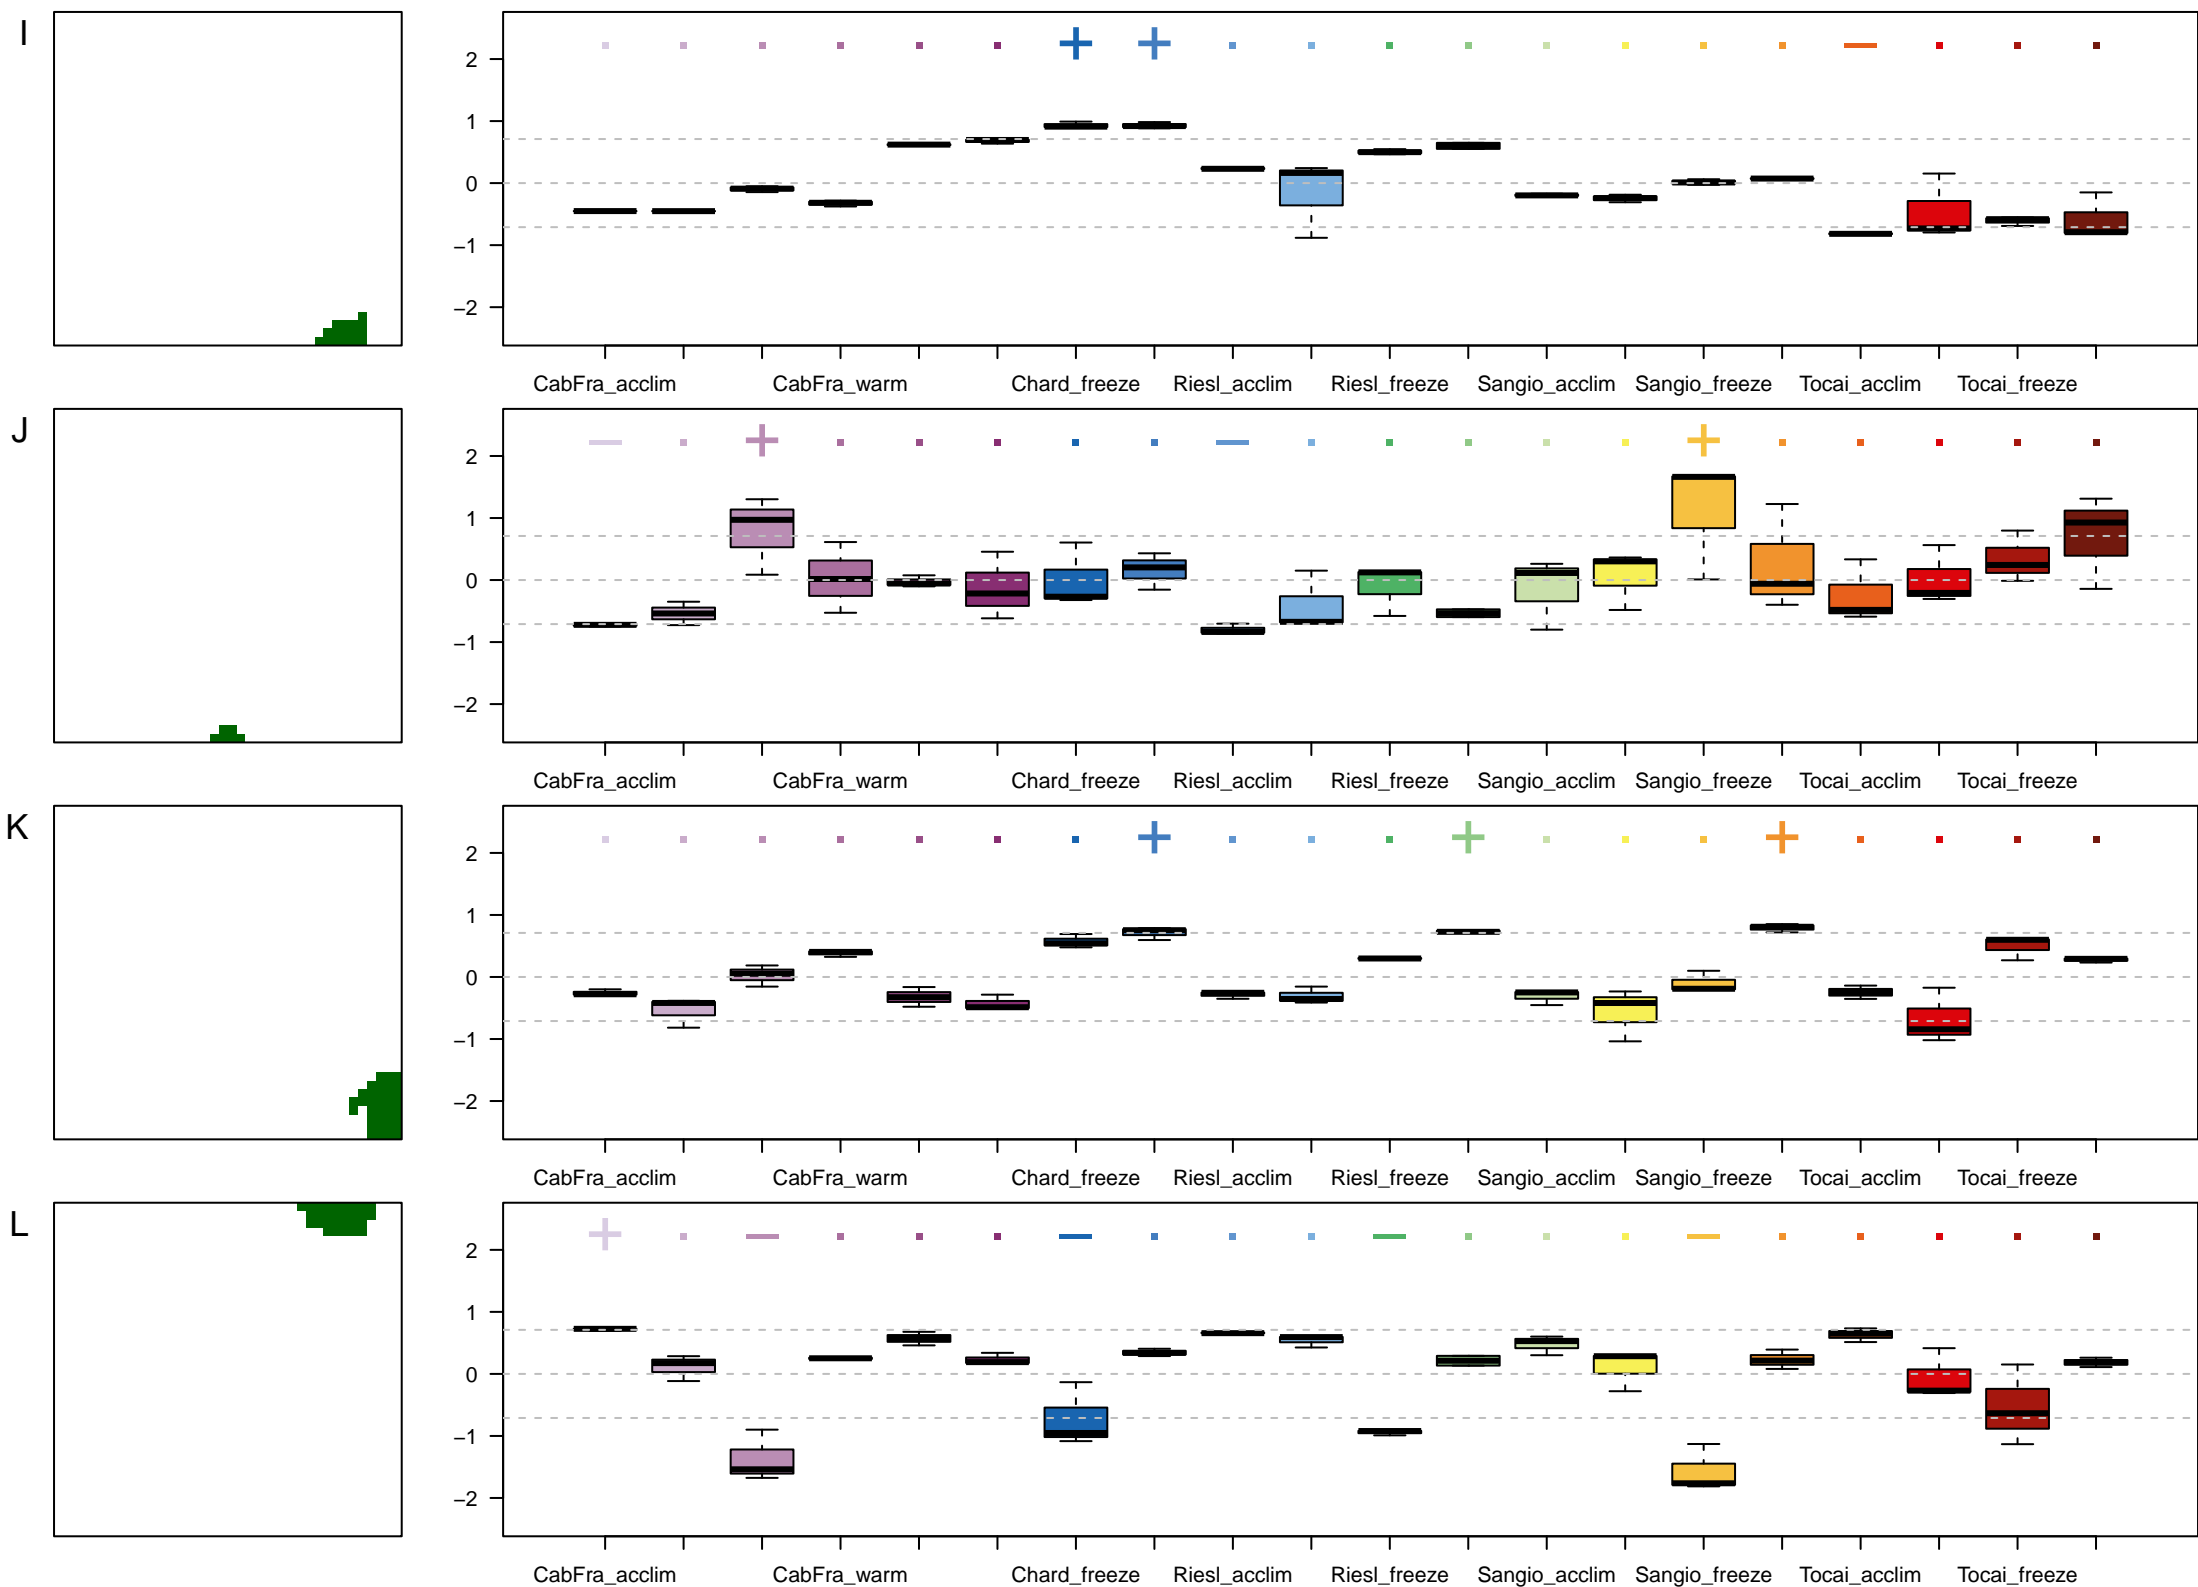 I
2
1
0
−1
−2
CabFra_acclim CabFra_warm Chard_freeze Riesl_acclim Riesl_freeze Sangio_acclim Sangio_freeze Tocai_acclim Tocai_freeze
J
2
1
0
−1
−2
CabFra_acclim CabFra_warm Chard_freeze Riesl_acclim Riesl_freeze Sangio_acclim Sangio_freeze Tocai_acclim Tocai_freeze
K
2
1
0
−1
−2
CabFra_acclim CabFra_warm Chard_freeze Riesl_acclim Riesl_freeze Sangio_acclim Sangio_freeze Tocai_acclim Tocai_freeze
L
2
1
0
−1
−2
CabFra_acclim CabFra_warm Chard_freeze Riesl_acclim Riesl_freeze Sangio_acclim Sangio_freeze Tocai_acclim Tocai_freeze